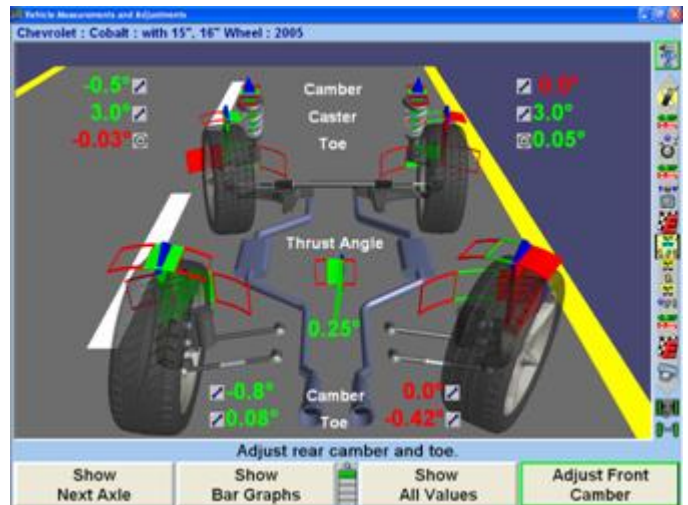 Vehicle Measurements and Adjustments
Chevrolet : Cobalt : with 15", 16" Wheel : 2005
-0.5° Camber
3.0° Caster 3.0°
-0.03° Toe 0.05°
Thrust Angle
0.25°
-0.8° Camber 0.0°
0.08° Toe -0.42°
Adjust rear camber and toe.
Show
Next Axle
Show
Bar Graphs
Show
All Values
Adjust Front
Camber